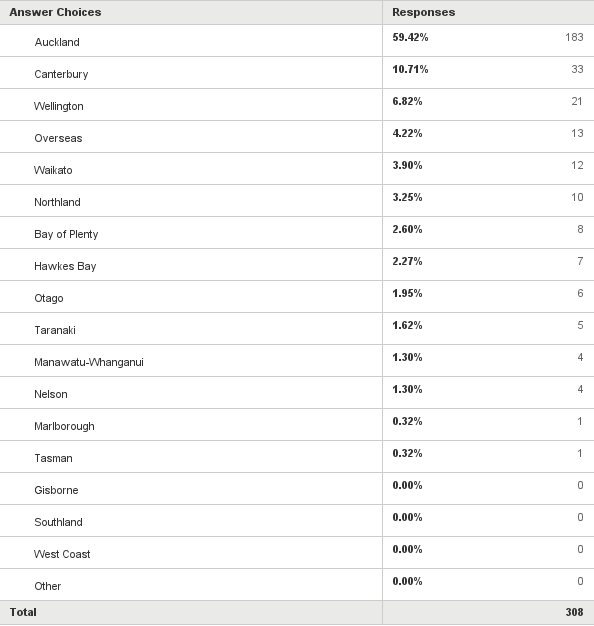 Answer Choices Responses
Auckland 59.42% 183
Canterbury 10.71% 33
Wellington 6.82% 21
Overseas 4.22% 13
Waikato 3.90% 12
Northland 3.25% 10
Bay of Plenty 2.60% 8
Hawkes Bay 2.27% 7
Otago 1.95% 6
Taranaki 1.62% 5
Manawatu-Whanganui 1.30% 4
Nelson 1.30% 4
Marlborough 0.32% 1
Tasman 0.32% 1
Gisborne 0.00% 0
Southland 0.00% 0
West Coast 0.00% 0
Other 0.00% 0
Total 308